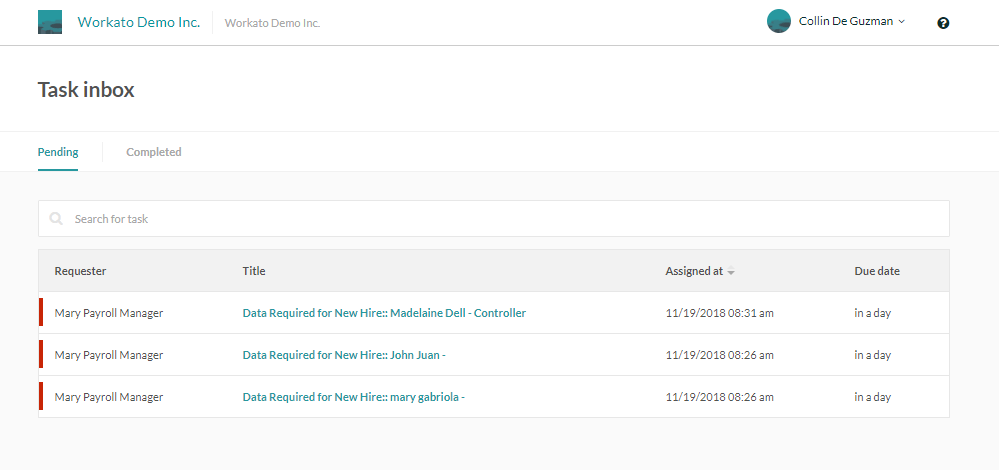 Workato Demo Inc. Workato Demo Inc. Collin De Guzman ?
Task inbox
Pending Completed
Search for task
Requester Title Assigned at Due date
Mary Payroll Manager Data Required for New Hire:: Madelaine Dell - Controller 11/19/2018 08:31 am in a day
Mary Payroll Manager Data Required for New Hire:: John Juan - 11/19/2018 08:26 am in a day
Mary Payroll Manager Data Required for New Hire:: mary gabriola - 11/19/2018 08:26 am in a day